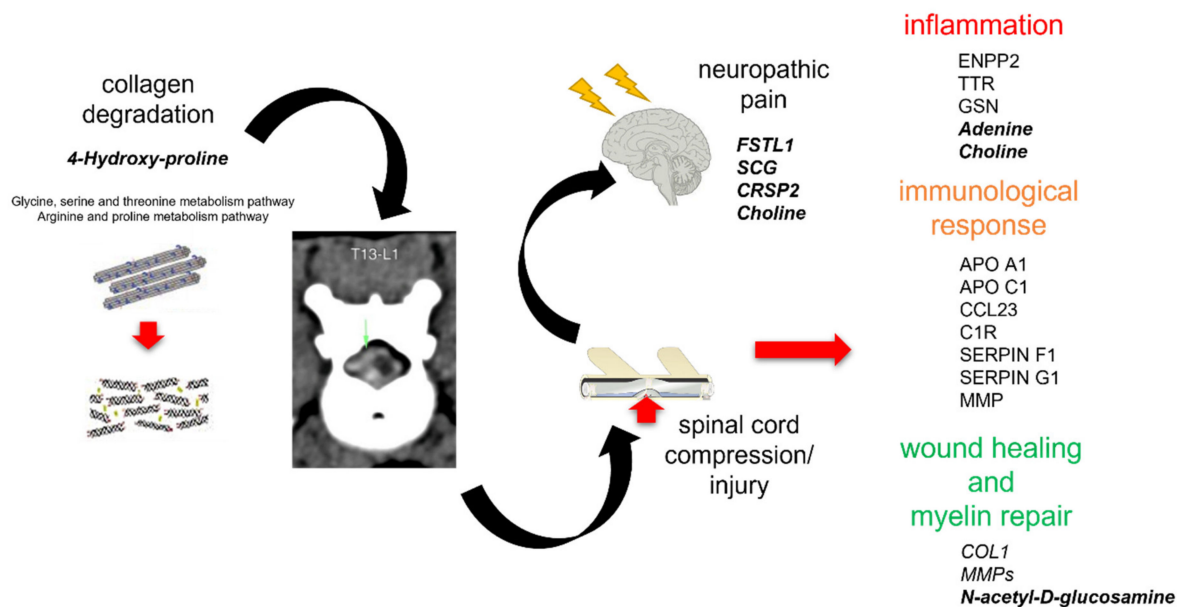 collagen
degradation
4-Hydroxy-proline
Glycine, serine and threonine metabolism pathway
Arginine and proline metabolism pathway
T13-L1
neuropathic
pain
FSTL1
SCG
CRSP2
Choline
spinal cord
compression/
injury
inflammation
ENPP2
TTR
GSN
Adenine
Choline
immunological
response
APO A1
APO C1
CCL23
C1R
SERPIN F1
SERPIN G1
MMP
wound healing
and
myelin repair
COL1
MMPs
N-acetyl-D-glucosamine